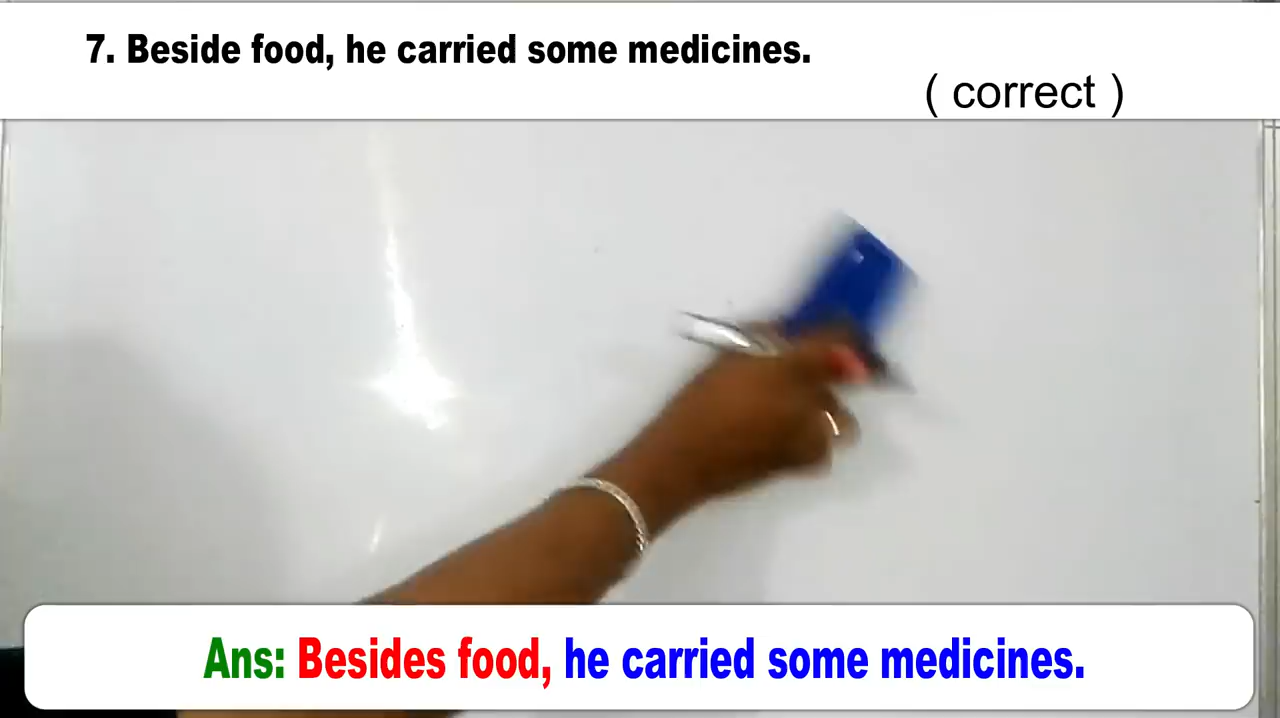 7. Beside food, he carried some medicines.
( correct )
Ans: Besides food, he carried some medicines.